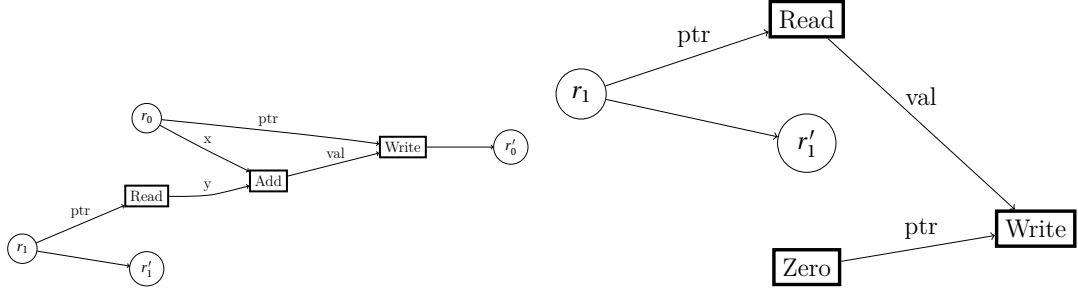 r₀
ptr
x
Write
r₀′
val
Add
y
Read
ptr
r₁
r₁′
Read
ptr
r₁
val
r₁′
ptr
Write
Zero